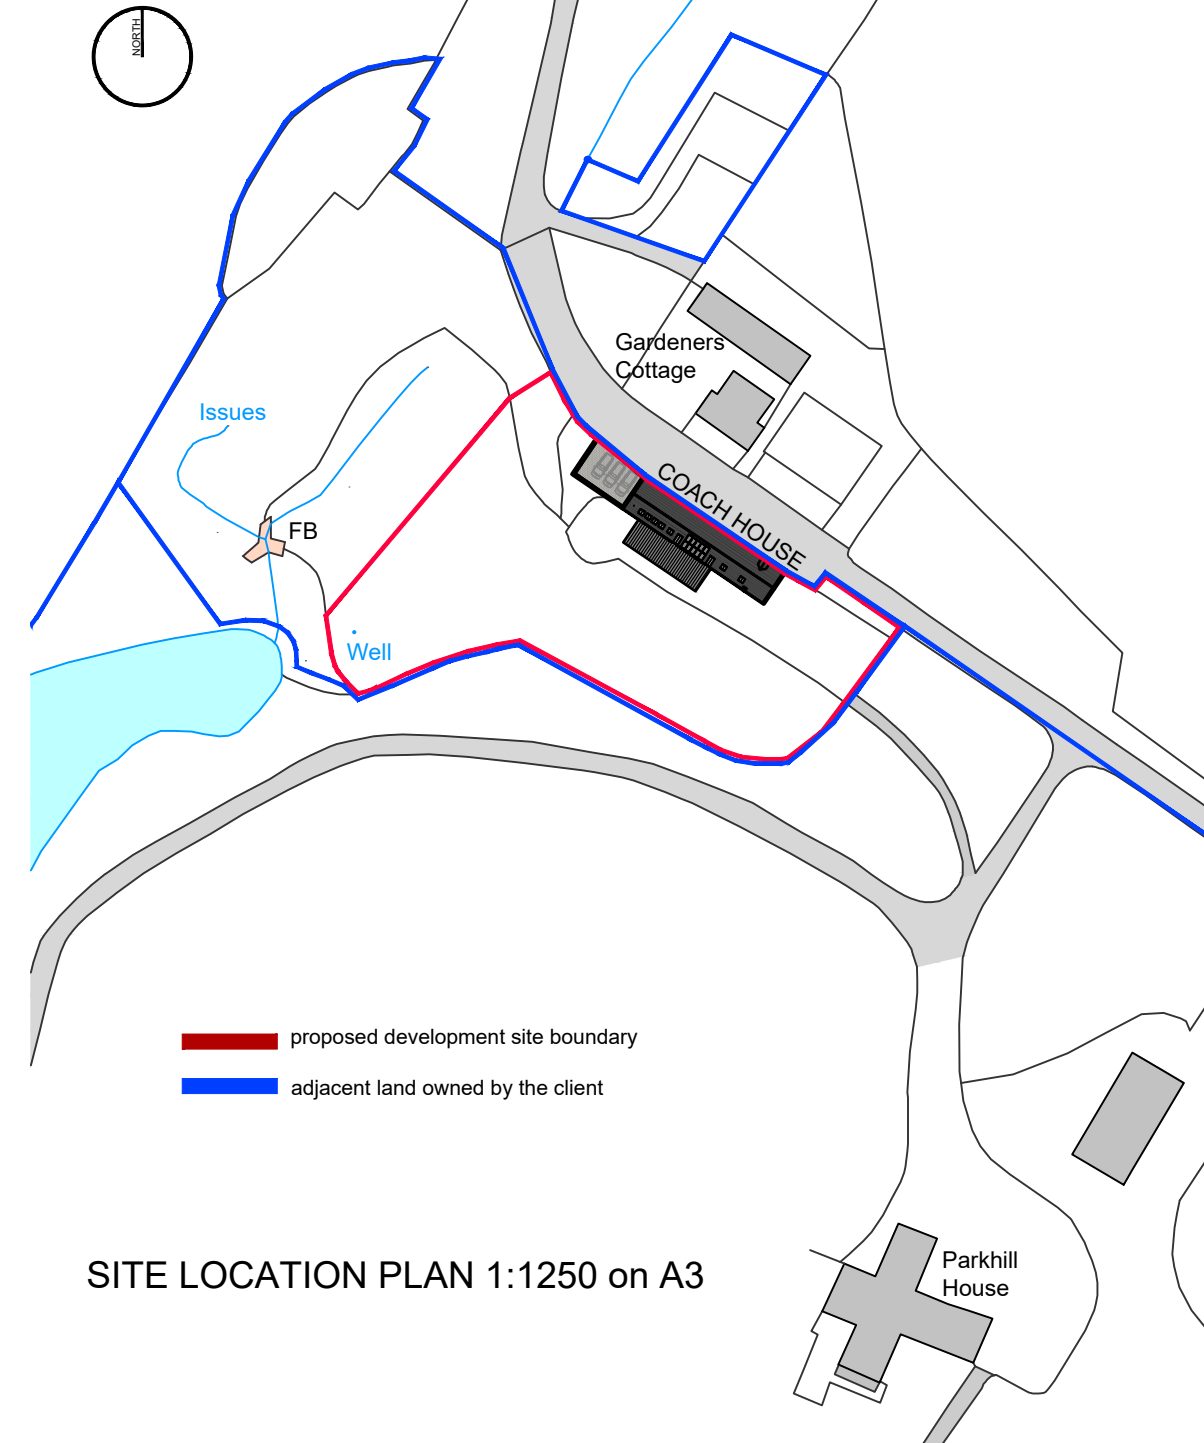 NORTH
Gardeners
Cottage
Issues
COACH HOUSE
FB
Well
proposed development site boundary
adjacent land owned by the client
SITE LOCATION PLAN 1:1250 on A3
Parkhill
House